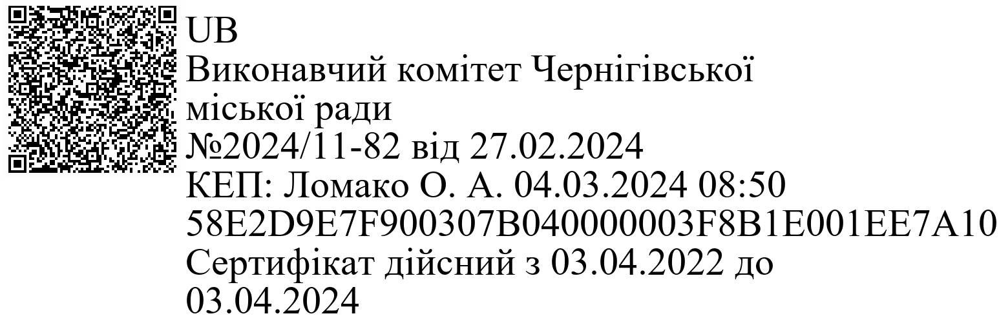 UB
Виконавчий комітет Чернігівської
міської ради
№2024/11-82 від 27.02.2024
КЕП: Ломако О. А. 04.03.2024 08:50
58E2D9E7F900307B040000003F8B1E001EE7A10
Сертифікат дійсний з 03.04.2022 до
03.04.2024